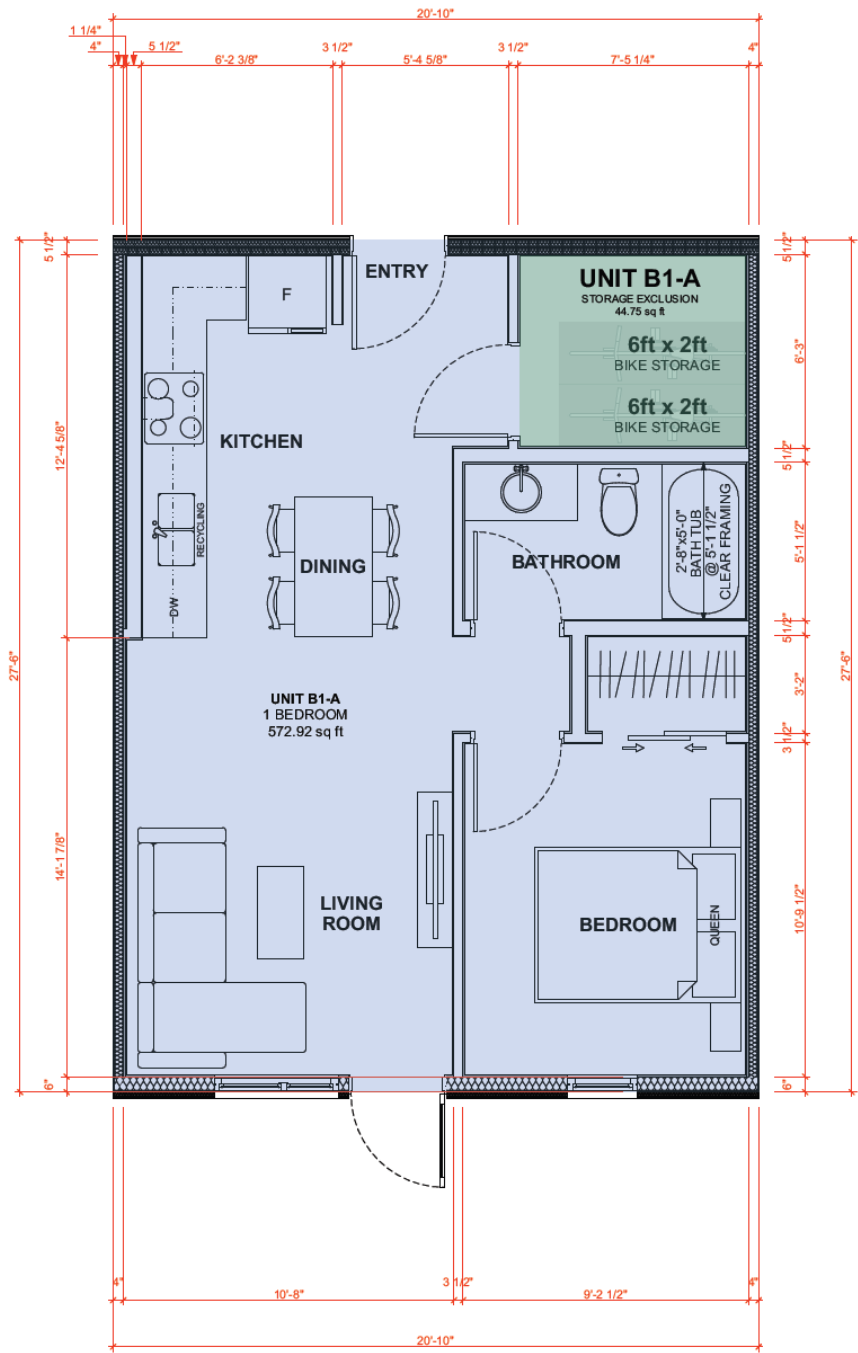 20'-10"
1 1/4"
4"
5 1/2"
6'-2 3/8"
3 1/2"
5'-4 5/8"
3 1/2"
7'-5 1/4"
4"
5 1/2"
12'-4 5/8"
27'-6"
14'-1 7/8"
6"
ENTRY
F
UNIT B1-A
STORAGE EXCLUSION
44.75 sq ft
6ft x 2ft
BIKE STORAGE
6ft x 2ft
BIKE STORAGE
KITCHEN
RECYCLING
DW
DINING
BATHROOM
2'-8"x5'-0"
BATH TUB
@ 5'-1 1/2"
CLEAR FRAMING
UNIT B1-A
1 BEDROOM
572.92 sq ft
LIVING
ROOM
BEDROOM
QUEEN
5 1/2"
6'-3"
5 1/2"
5'-1 1/2"
5 1/2"
3'-2"
3 1/2"
10'-9 1/2"
6"
27'-6"
4"
10'-8"
3 1/2"
9'-2 1/2"
4"
20'-10"